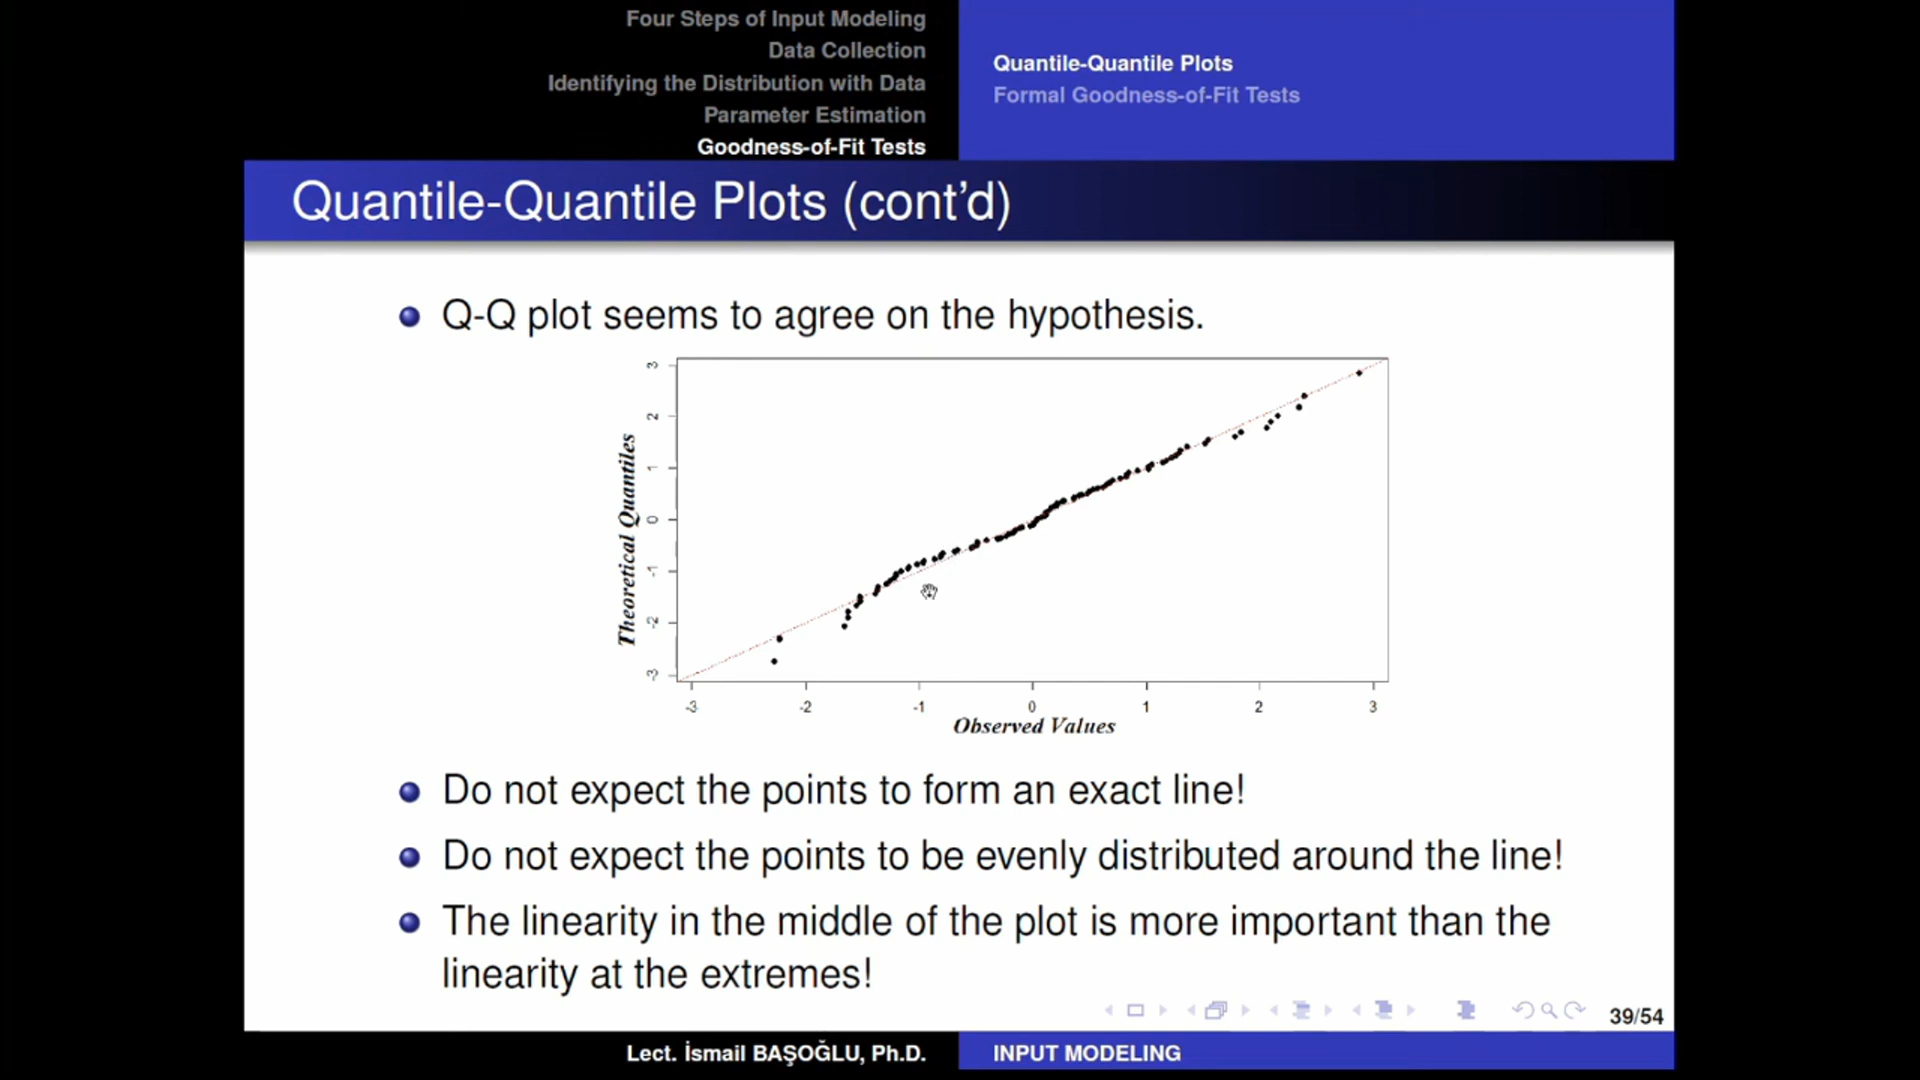 Four Steps of Input Modeling
Data Collection
Identifying the Distribution with Data
Parameter Estimation
Goodness-of-Fit Tests
Quantile-Quantile Plots
Formal Goodness-of-Fit Tests
Quantile-Quantile Plots (cont'd)
Q-Q plot seems to agree on the hypothesis.
Theoretical Quantiles
3
2
1
0
-1
-2
-3
-3 -2 -1 0 1 2 3
Observed Values
Do not expect the points to form an exact line!
Do not expect the points to be evenly distributed around the line!
The linearity in the middle of the plot is more important than the
linearity at the extremes!
39/54
Lect. İsmail BAŞOĞLU, Ph.D.
INPUT MODELING